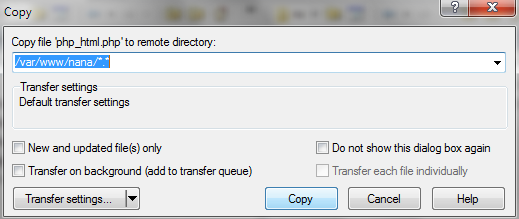 Copy
?
Copy file 'php_html.php' to remote directory:
/var/www/nana/*.*
Transfer settings
Default transfer settings
New and updated file(s) only
Do not show this dialog box again
Transfer on background (add to transfer queue)
Transfer each file individually
Transfer settings...
Copy
Cancel
Help